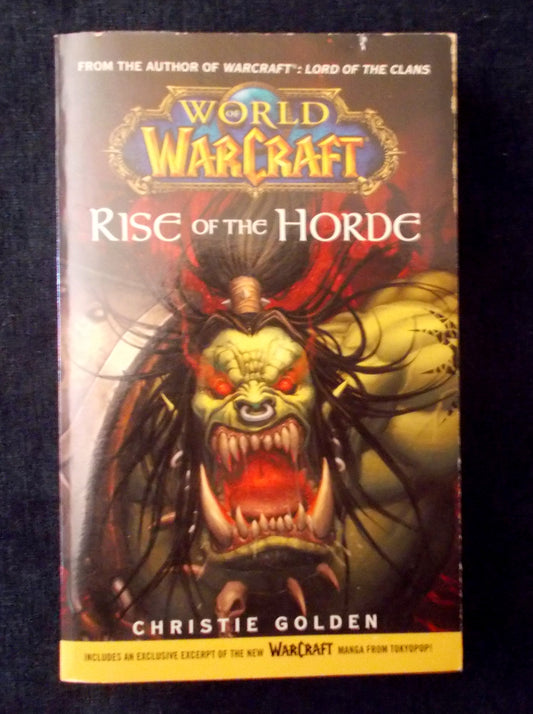 FROM THE AUTHOR OF WARCRAFT®: LORD OF THE CLANS
WORLD
OF
WARCRAFT
RISE OF THE HORDE
CHRISTIE GOLDEN
INCLUDES AN EXCLUSIVE EXCERPT OF THE NEW WARCRAFT MANGA FROM TOKYOPOP!